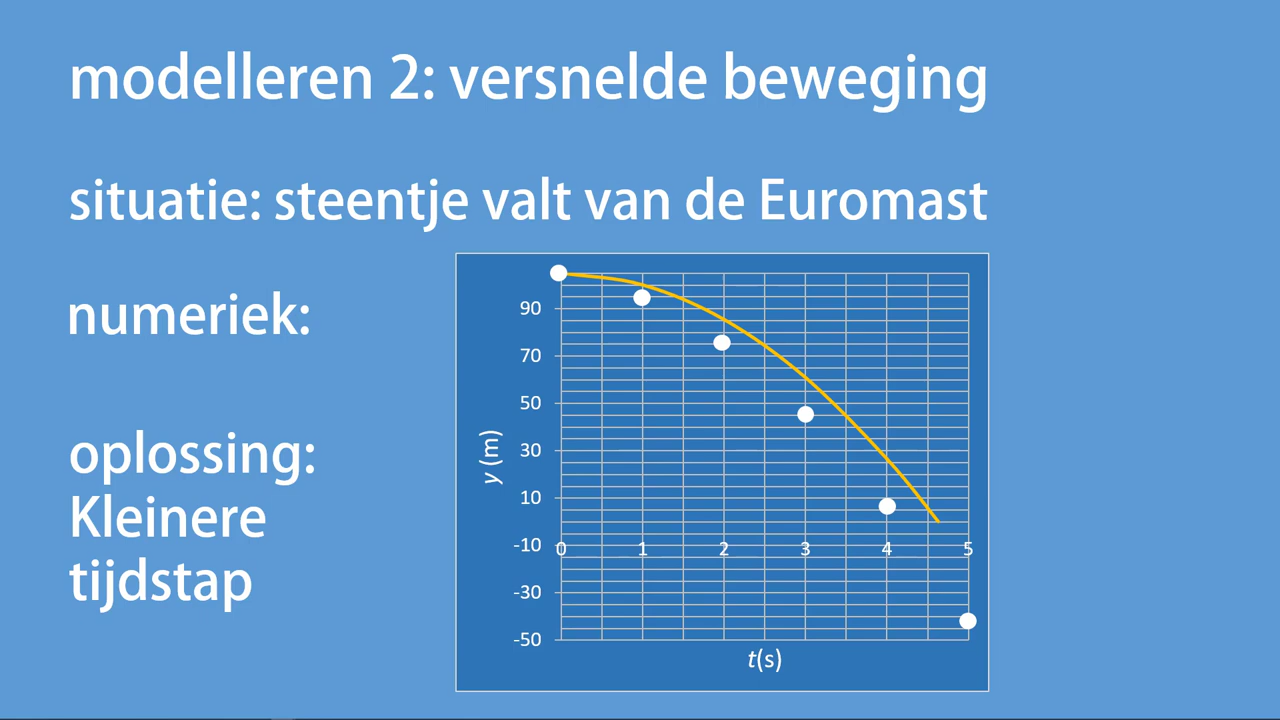 modelleren 2: versnelde beweging
situatie: steentje valt van de Euromast
numeriek:
oplossing:
Kleinere
tijdstap
90
70
50
30
10
-10
-30
-50
y (m)
0 1 2 3 4 5
t(s)